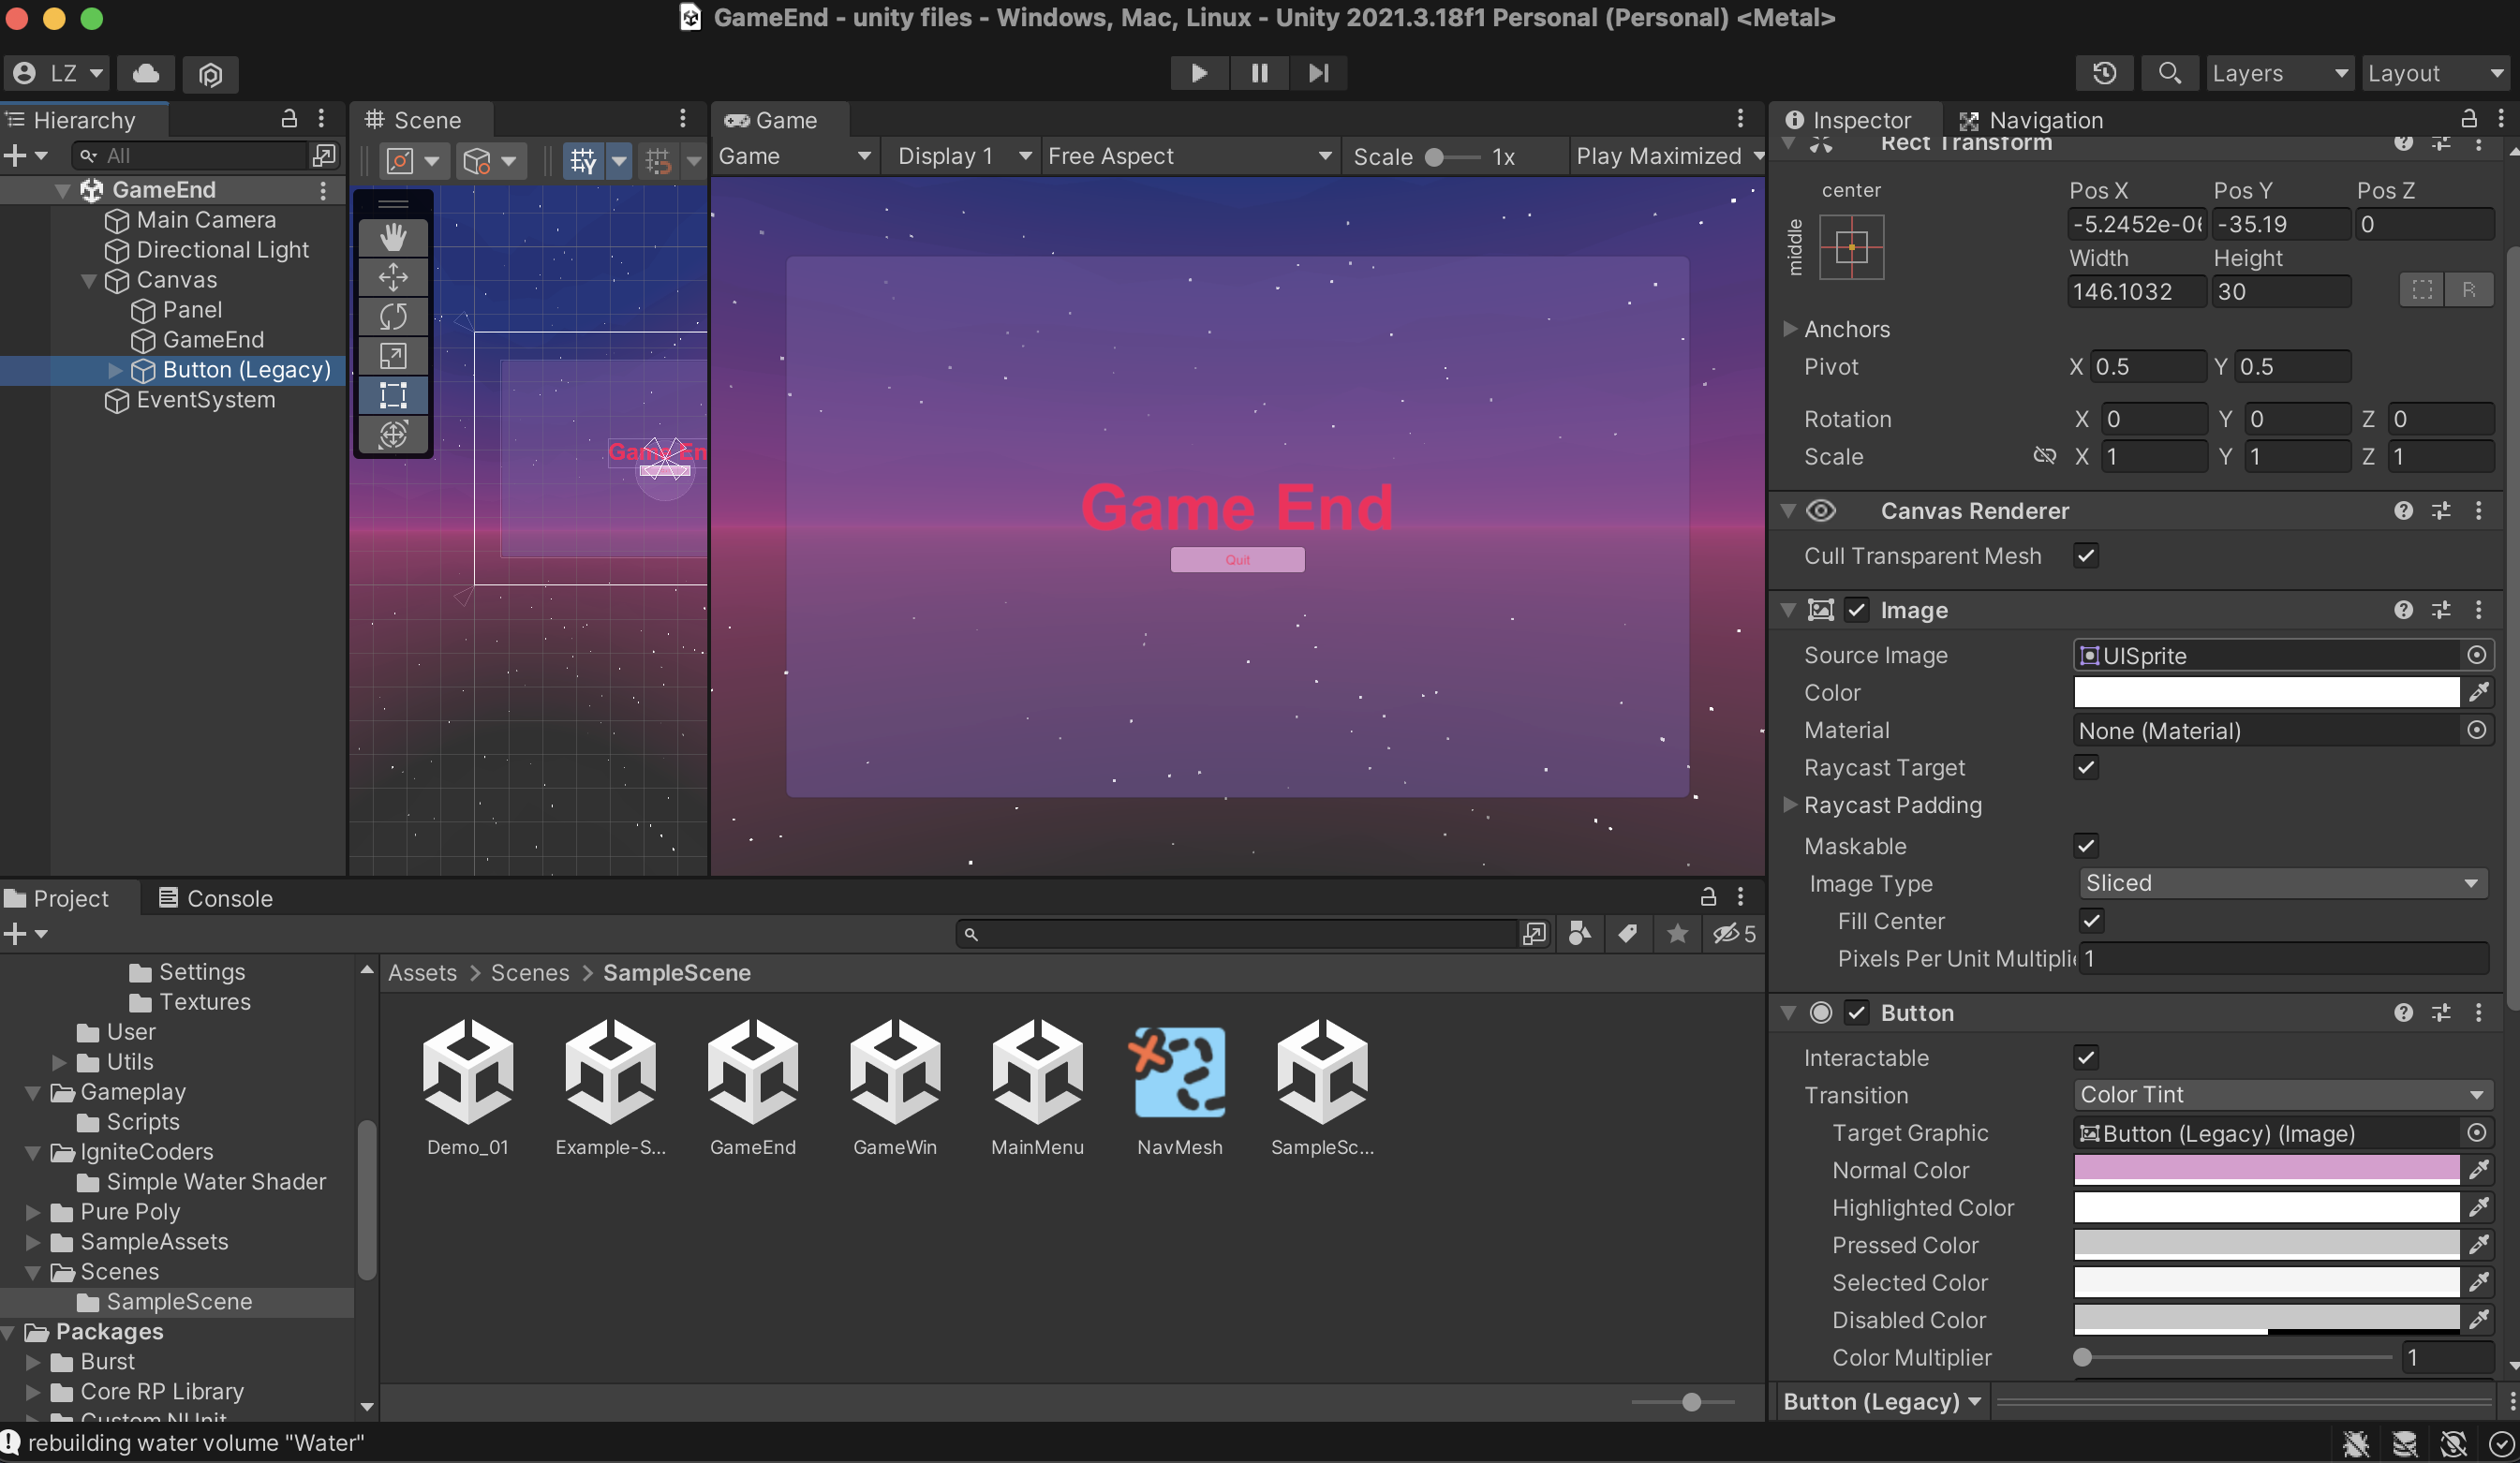 GameEnd - unity files - Windows, Mac, Linux - Unity 2021.3.18f1 Personal (Personal) <Metal>
LZ
Layers
Layout
Hierarchy
All
GameEnd
Main Camera
Directional Light
Canvas
Panel
GameEnd
Button (Legacy)
EventSystem
Scene
Game En
Game
Game
Display 1
Free Aspect
Scale
1x
Play Maximized
Game End
Quit
Inspector
Navigation
Rect Transform
center
middle
Pos X
Pos Y
Pos Z
-5.2452e-06
-35.19
0
Width
Height
146.1032
30
R
Anchors
Pivot
X 0.5
Y 0.5
Rotation
X 0
Y 0
Z 0
Scale
X 1
Y 1
Z 1
Canvas Renderer
Cull Transparent Mesh
Image
Source Image
UISprite
Color
Material
None (Material)
Raycast Target
Raycast Padding
Maskable
Image Type
Sliced
Fill Center
Pixels Per Unit Multiplie
1
Button
Interactable
Transition
Color Tint
Target Graphic
Button (Legacy) (Image)
Normal Color
Highlighted Color
Pressed Color
Selected Color
Disabled Color
Color Multiplier
1
Button (Legacy)
Project
Console
5
Settings
Textures
User
Utils
Gameplay
Scripts
IgniteCoders
Simple Water Shader
Pure Poly
SampleAssets
Scenes
SampleScene
Packages
Burst
Core RP Library
Custom NUnit
Assets > Scenes > SampleScene
Demo_01
Example-S...
GameEnd
GameWin
MainMenu
NavMesh
SampleSc...
rebuilding water volume "Water"